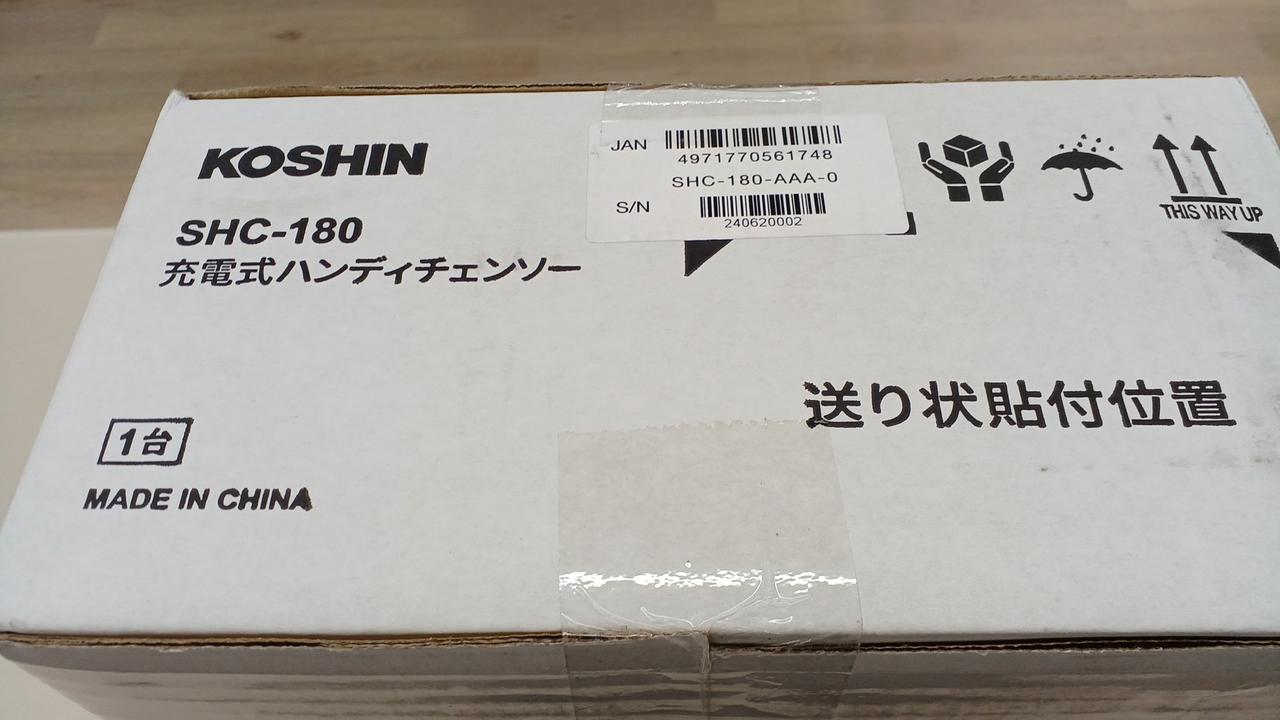 KOSHIN
SHC-180
充電式ハンディチェンソー
JAN
4971770561748
SHC-180-AAA-0
S/N
240620002
THIS WAY UP
送り状貼付位置
1台
MADE IN CHINA